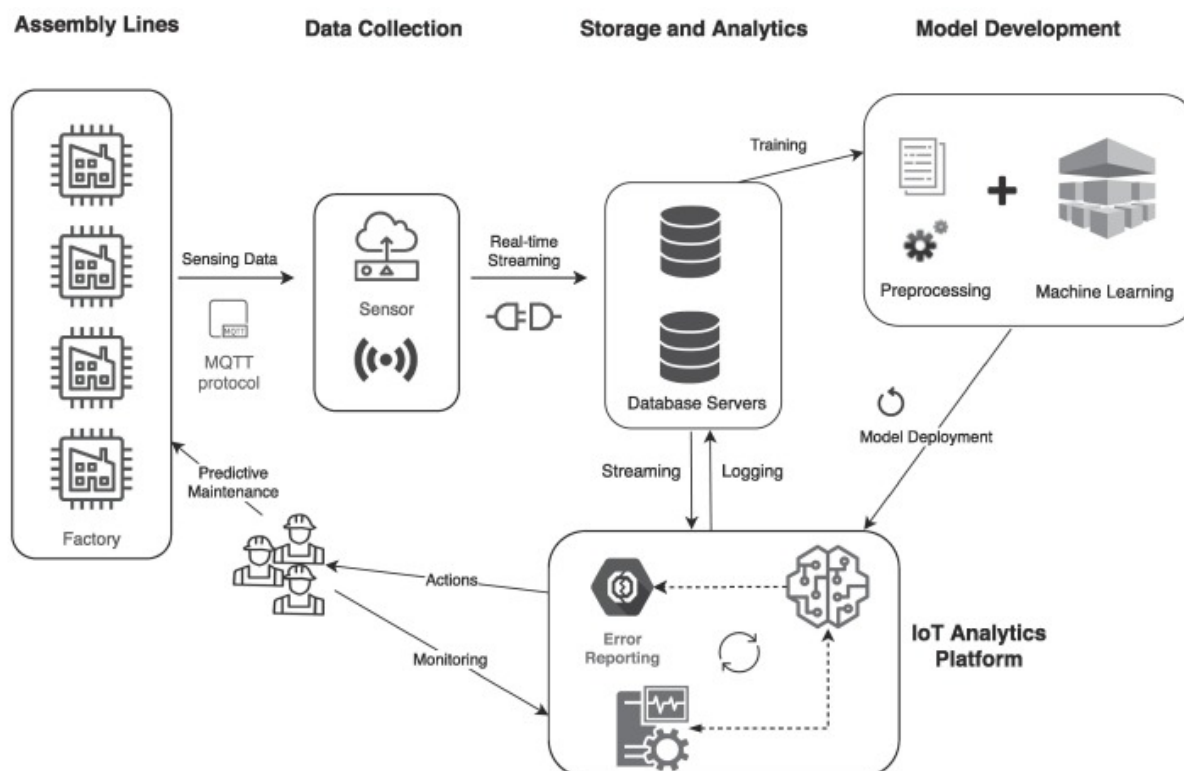 Assembly Lines
Data Collection
Storage and Analytics
Model Development
Training
Real-time
Streaming
Sensing Data
MQTT
MQTT
protocol
Sensor
Preprocessing
Machine Learning
Database Servers
Model Deployment
Streaming
Logging
Predictive
Maintenance
Factory
Actions
Error
Reporting
IoT Analytics
Platform
Monitoring